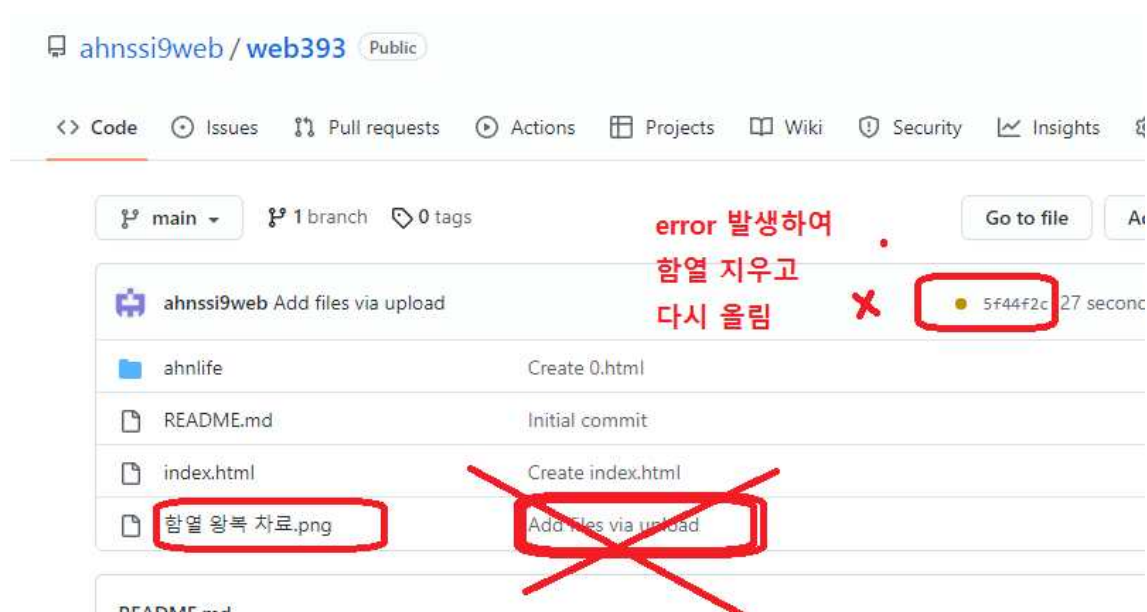 ahnssi9web / web393 Public
Code Issues Pull requests Actions Projects Wiki Security Insights
main 1 branch 0 tags Go to file
error 발생하여
함열 지우고
다시 올림
ahnssi9web Add files via upload 5f44f2c 27
ahnlife Create 0.html
README.md Initial commit
index.html Create index.html
함열 왕복 차료.png Add files via upload
README.md